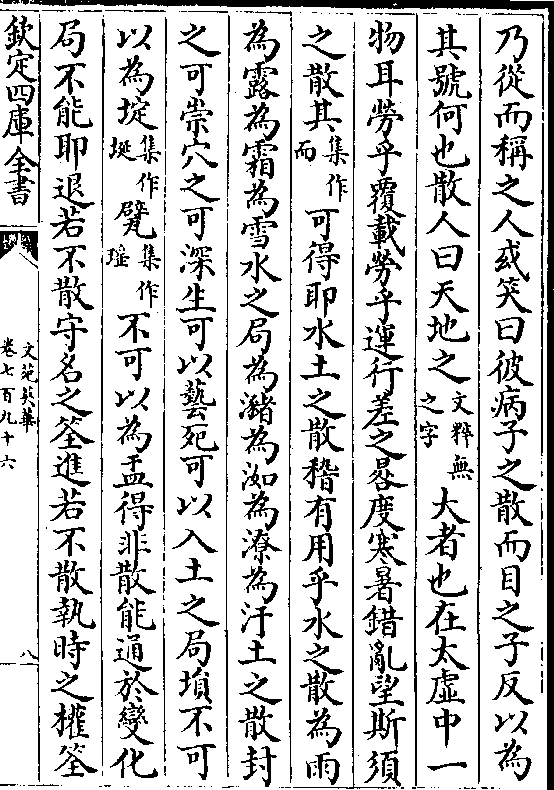 乃從而稱之人或笑曰彼病子之散而目之子反以為
其號何也散人曰天地之文粹無之字大者也在太虛中一
物耳勞乎覆載勞乎運行差之晷度寒暑錯亂望斯須
之散其集作而可得耶水土之散稽有用乎水之散為雨
為露為霜為雪水之局為瀦為洳為潦為汙土之散封
之可崇穴之可深生可以藝死可以入土之局塤不可
以為埞集作埏甓集作瑝不可以為盂得非散能通於變化
局不能耶退若不散守名之筌進若不散執時之權筌
欽定四庫全書
文苑英華
卷七百九十六
八